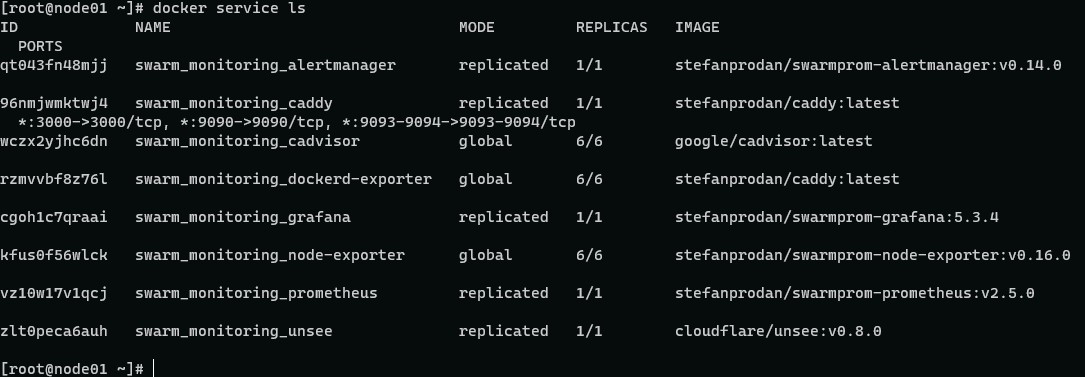 [root@node01 ~]# docker service ls
ID             NAME                                MODE         REPLICAS   IMAGE
  PORTS
qt043fn48mjj   swarm_monitoring_alertmanager       replicated   1/1        stefanprodan/swarmprom-alertmanager:v0.14.0
96nmjwmktwj4   swarm_monitoring_caddy              replicated   1/1        stefanprodan/caddy:latest
  *:3000->3000/tcp, *:9090->9090/tcp, *:9093-9094->9093-9094/tcp
wczx2yjhc6dn   swarm_monitoring_cadvisor           global       6/6        google/cadvisor:latest
rzmvvbf8z76l   swarm_monitoring_dockerd-exporter   global       6/6        stefanprodan/caddy:latest
cgoh1c7qraai   swarm_monitoring_grafana            replicated   1/1        stefanprodan/swarmprom-grafana:5.3.4
kfus0f56wlck   swarm_monitoring_node-exporter      global       6/6        stefanprodan/swarmprom-node-exporter:v0.16.0
vz10w17v1qcj   swarm_monitoring_prometheus         replicated   1/1        stefanprodan/swarmprom-prometheus:v2.5.0
zlt0peca6auh   swarm_monitoring_unsee              replicated   1/1        cloudflare/unsee:v0.8.0
[root@node01 ~]#